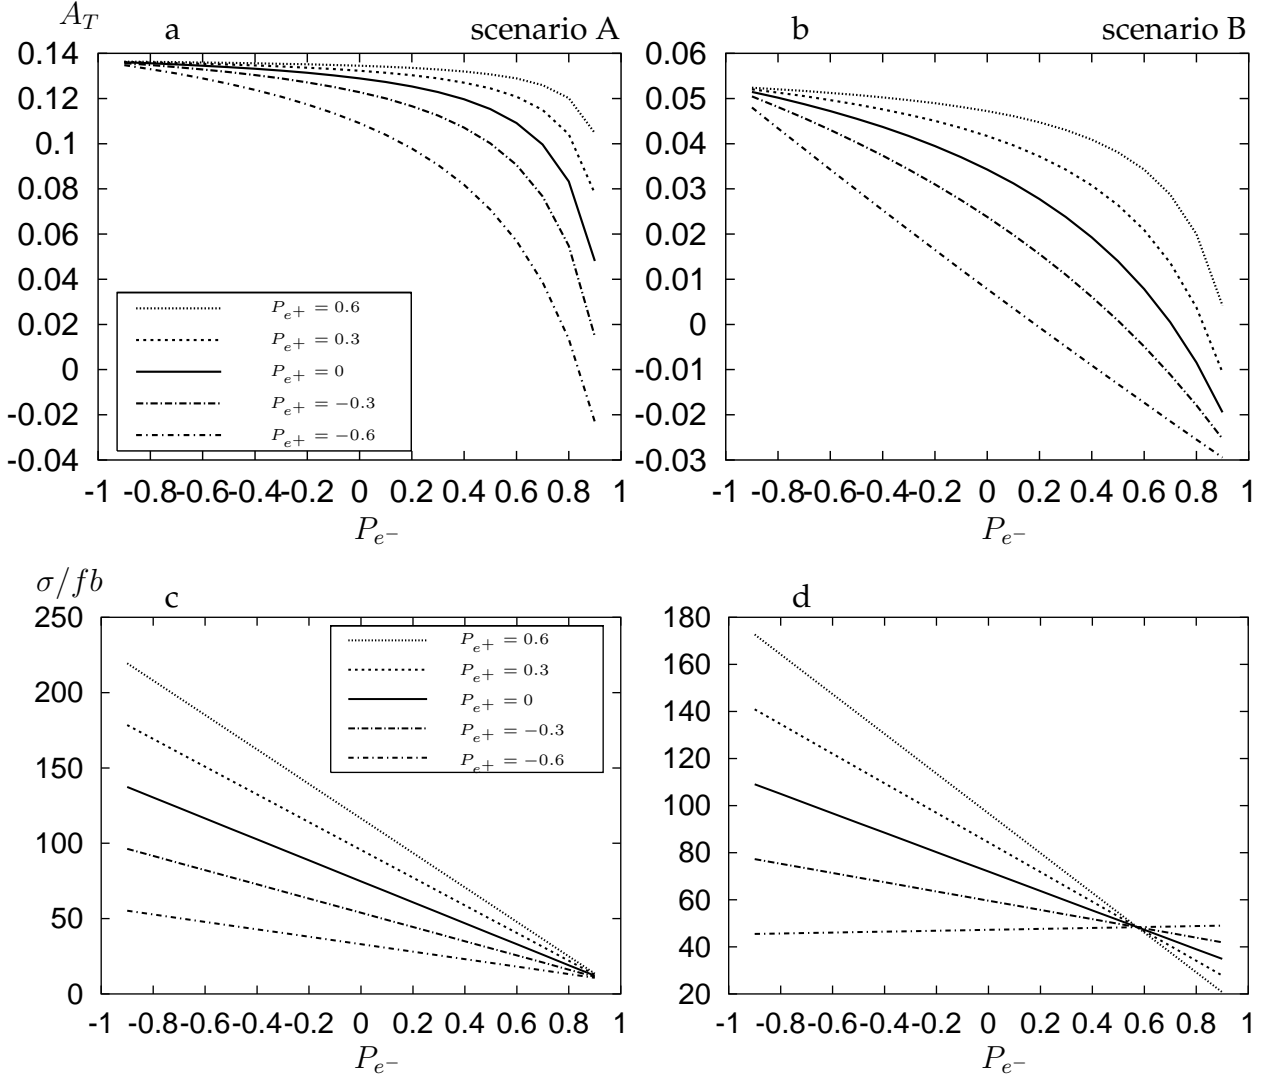 A_T
a
scenario A
0.14
0.12
0.1
0.08
0.06
0.04
0.02
0
-0.02
-0.04
P_{e+} = 0.6
P_{e+} = 0.3
P_{e+} = 0
P_{e+} = −0.3
P_{e+} = −0.6
-1 -0.8 -0.6 -0.4 -0.2 0 0.2 0.4 0.6 0.8 1
P_{e^-}
b
scenario B
0.06
0.05
0.04
0.03
0.02
0.01
0
-0.01
-0.02
-0.03
-1 -0.8 -0.6 -0.4 -0.2 0 0.2 0.4 0.6 0.8 1
P_{e^-}
σ/fb
c
250
200
150
100
50
0
P_{e+} = 0.6
P_{e+} = 0.3
P_{e+} = 0
P_{e+} = −0.3
P_{e+} = −0.6
-1 -0.8 -0.6 -0.4 -0.2 0 0.2 0.4 0.6 0.8 1
P_{e^-}
d
180
160
140
120
100
80
60
40
20
-1 -0.8 -0.6 -0.4 -0.2 0 0.2 0.4 0.6 0.8 1
P_{e^-}